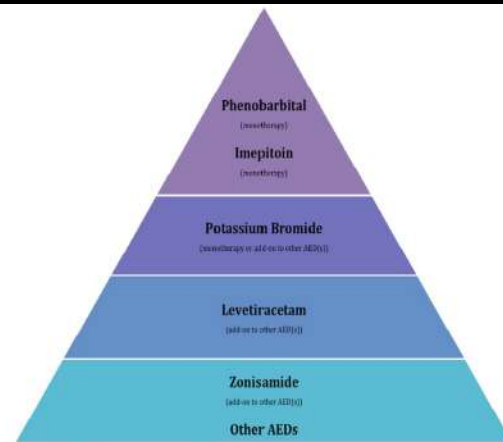 Phenobarbital
(monotherapy)
Imepitoin
(monotherapy)
Potassium Bromide
(monotherapy or add-on to other AED(s))
Levetiracetam
(add-on to other AED(s))
Zonisamide
(add-on to other AED(s))
Other AEDs